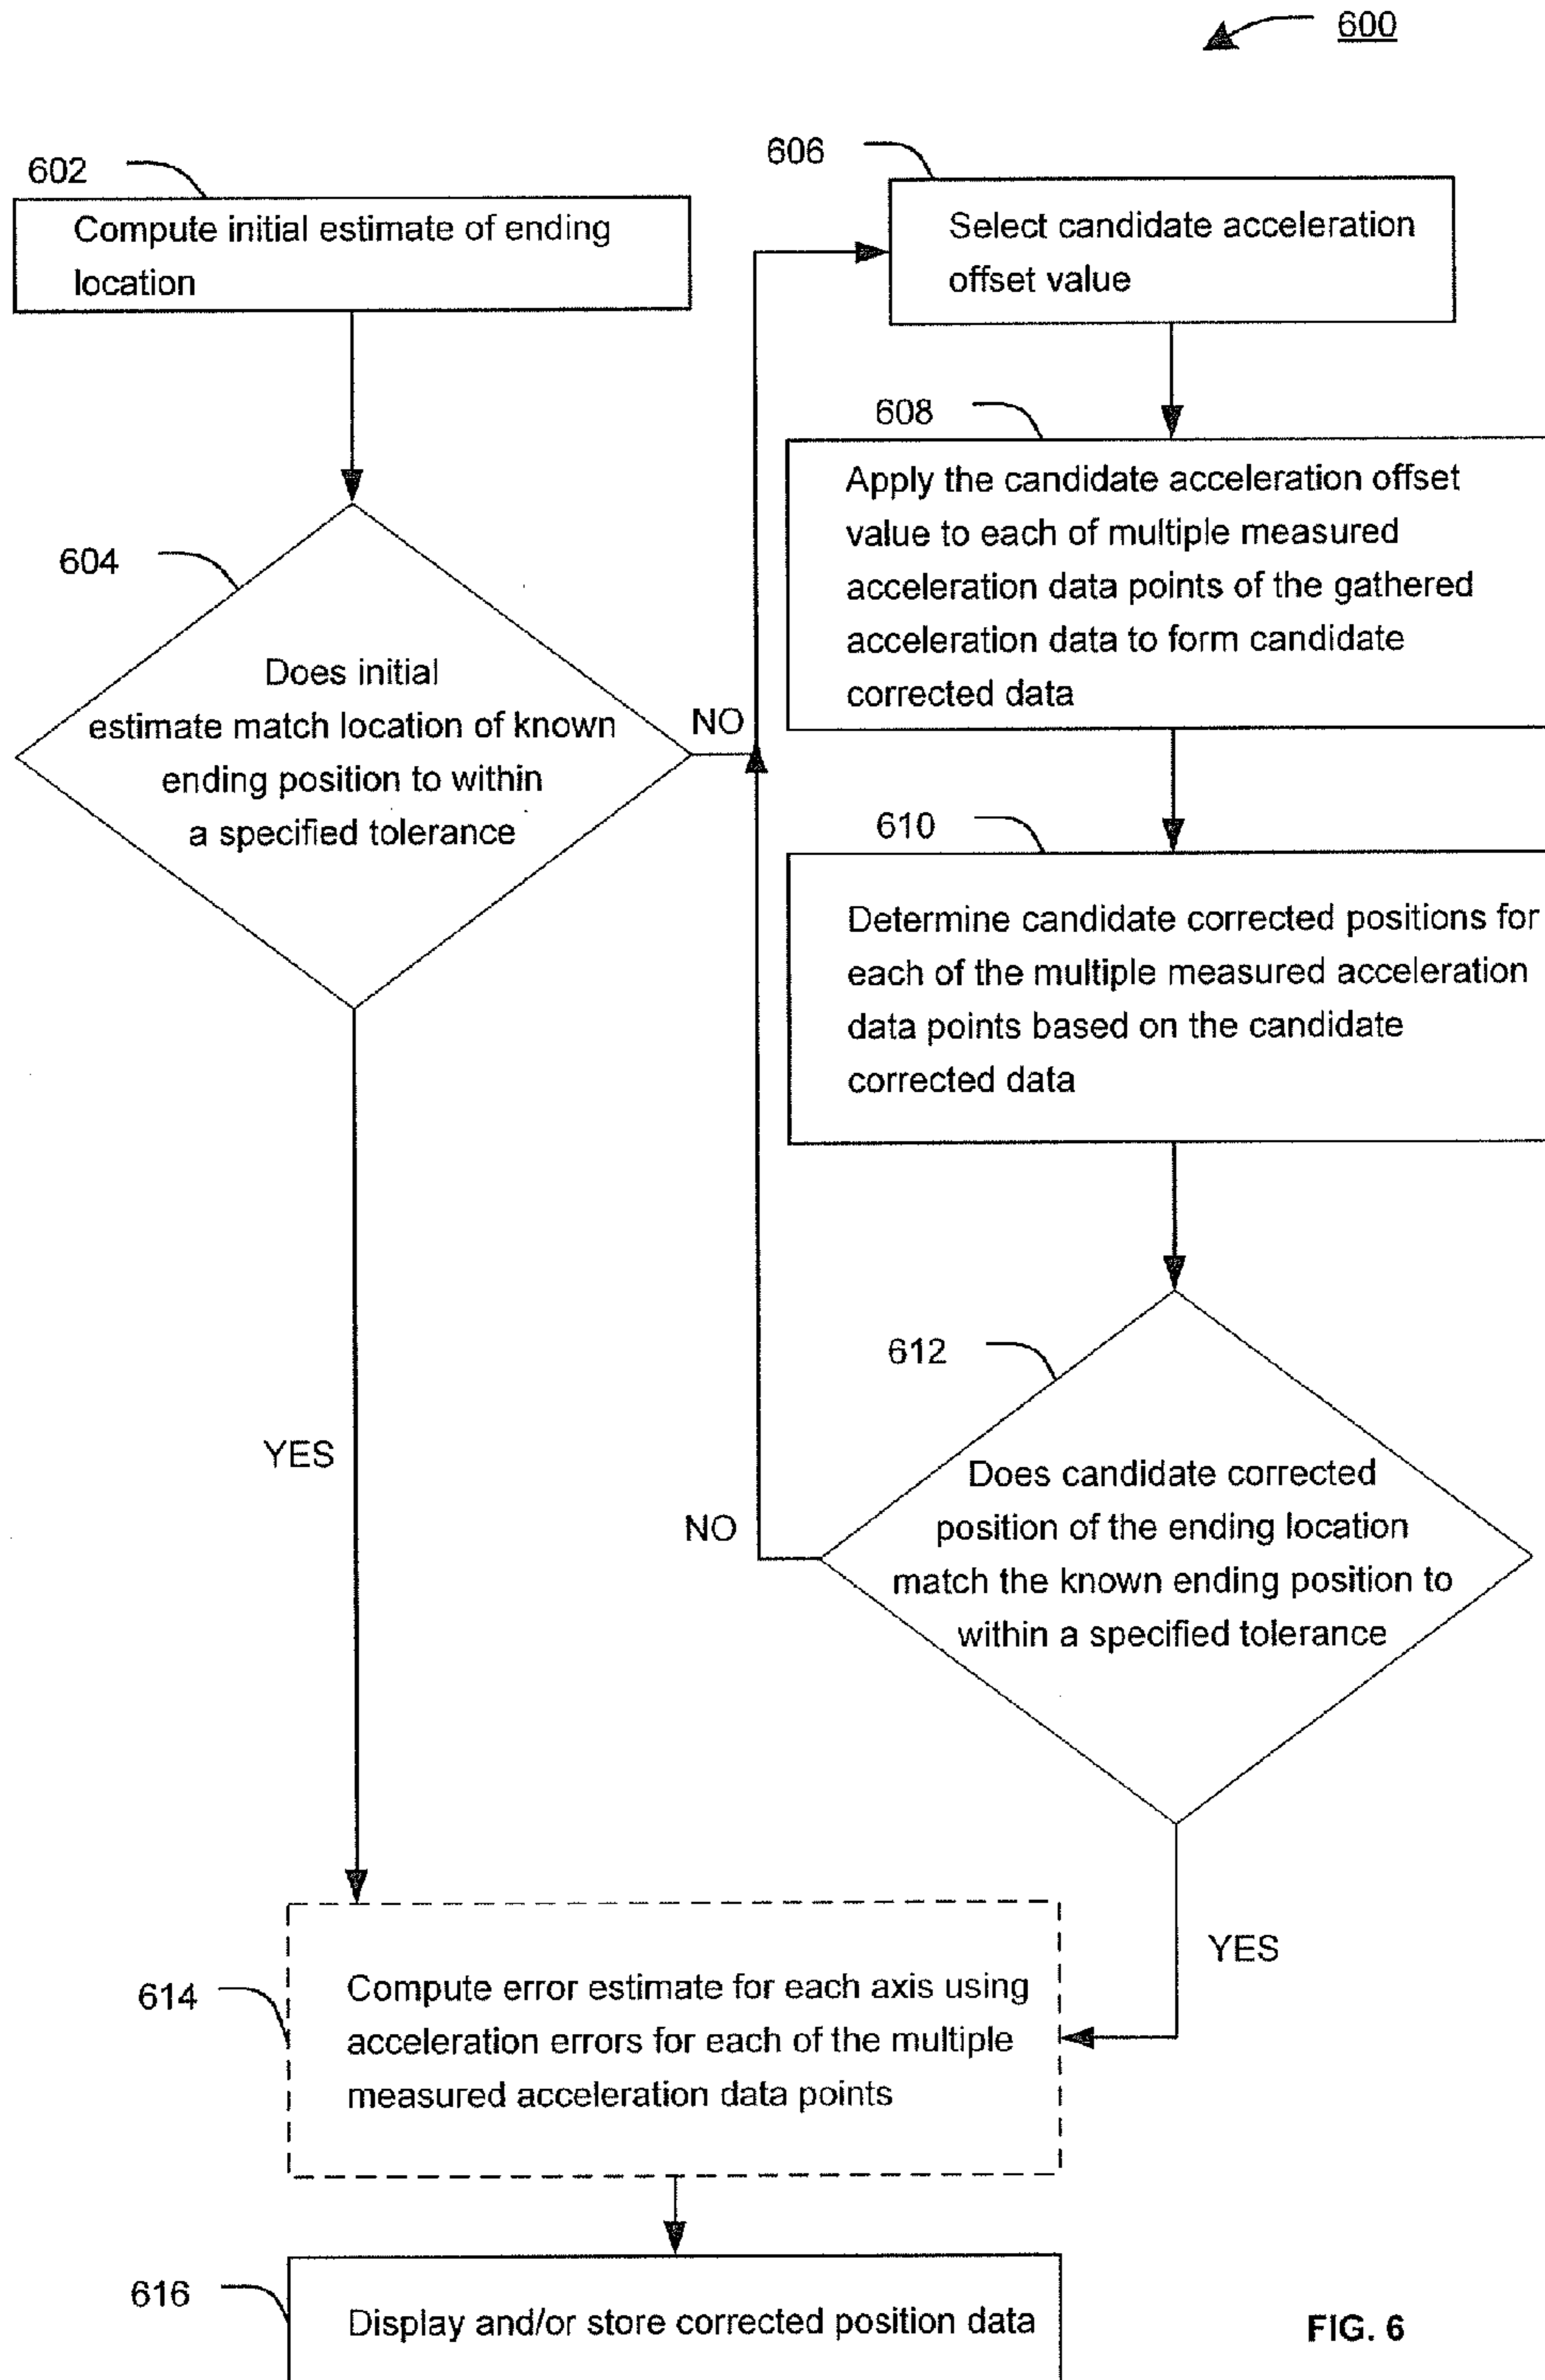 600
602
Compute initial estimate of ending
location
604
Does initial
estimate match location of known
ending position to within
a specified tolerance
NO
YES
606
Select candidate acceleration
offset value
608
Apply the candidate acceleration offset
value to each of multiple measured
acceleration data points of the gathered
acceleration data to form candidate
corrected data
610
Determine candidate corrected positions for
each of the multiple measured acceleration
data points based on the candidate
corrected data
612
Does candidate corrected
position of the ending location
match the known ending position to
within a specified tolerance
NO
YES
614
Compute error estimate for each axis using
acceleration errors for each of the multiple
measured acceleration data points
616
Display and/or store corrected position data
FIG. 6